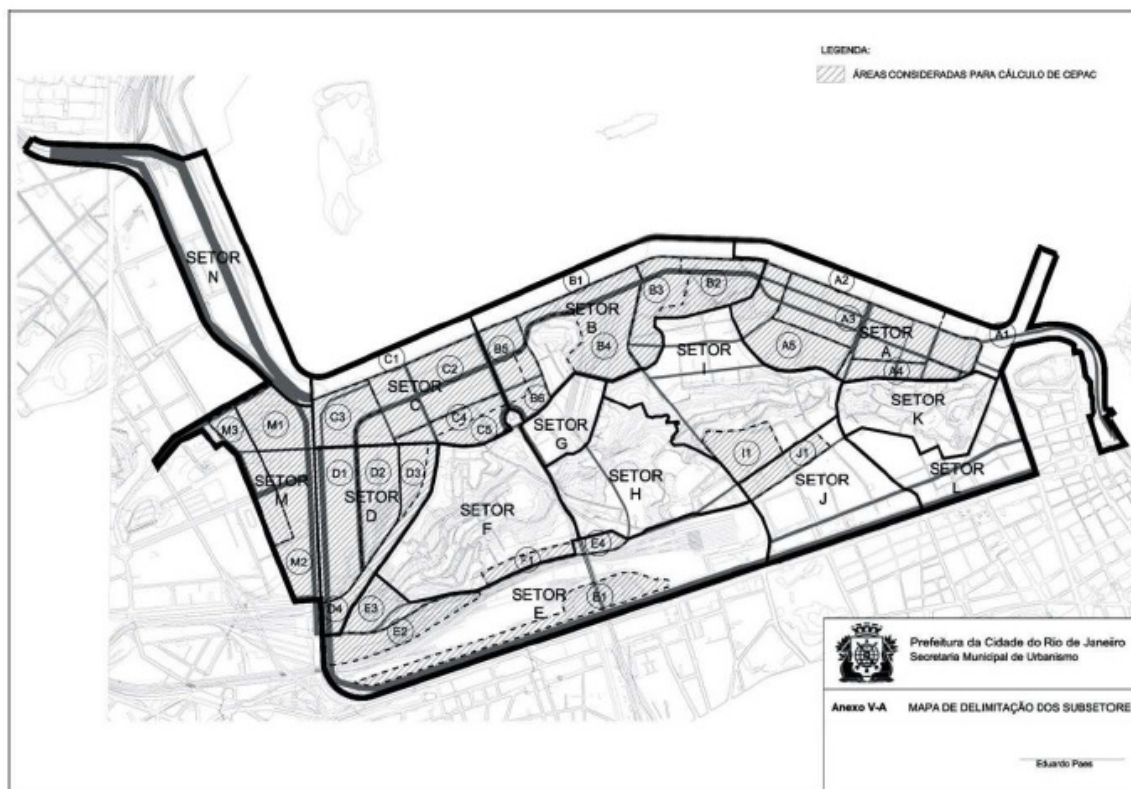 LEGENDA:
ÁREAS CONSIDERADAS PARA CÁLCULO DE CEPAC
SETOR
N
B1
A2
B3
B2
SETOR
B
A3
A1
C1
B5
B4
A5
SETOR
A
C2
SETOR
I
A4
SETOR
C
B6
C3
C4
C5
SETOR
K
M3
M1
SETOR
G
I1
J1
D1
D2
D3
SETOR
M
SETOR
H
SETOR
J
SETOR
L
SETOR
D
SETOR
F
E4
F1
M2
SETOR
E
E1
D4
E3
E2
Prefeitura da Cidade do Rio de Janeiro
Secretaria Municipal de Urbanismo
Anexo V-A MAPA DE DELIMITAÇÃO DOS SUBSETORE
Eduardo Paes